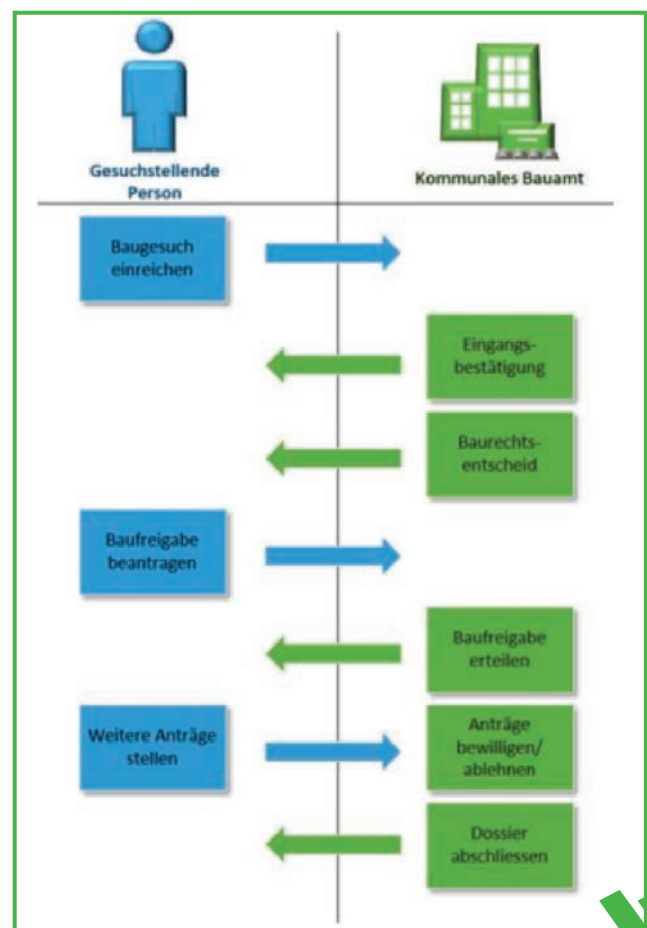 Gesuchstellende
Person
Kommunales Bauamt
Baugesuch
einreichen
Eingangs-
bestätigung
Baurechts-
entscheid
Baufreigabe
beantragen
Baufreigabe
erteilen
Weitere Anträge
stellen
Anträge
bewilligen/
ablehnen
Dossier
abschliessen